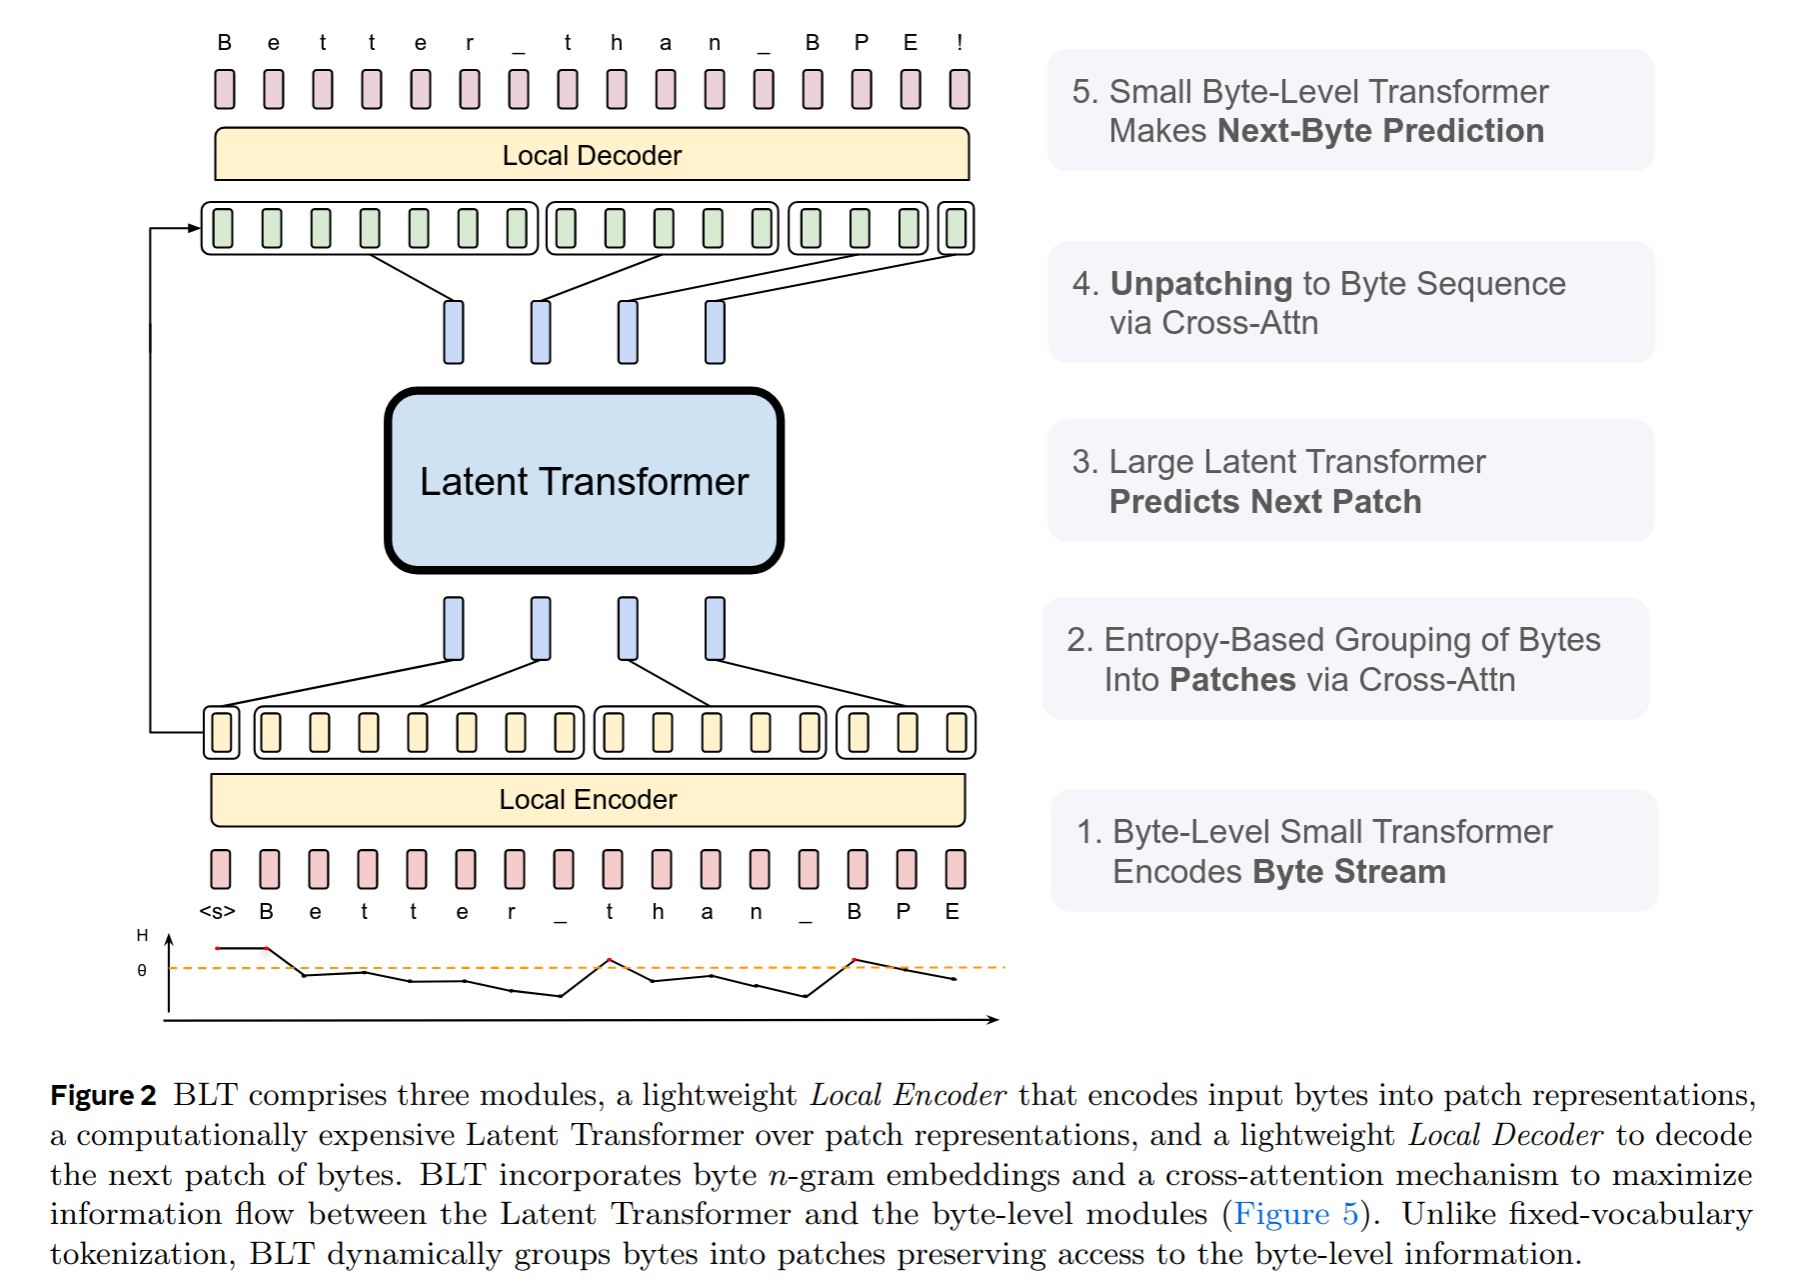 B e t t e r _ t h a n _ B P E !
Local Decoder
Latent Transformer
Local Encoder
<s> B e t t e r _ t h a n _ B P E
H
θ
5. Small Byte-Level Transformer
Makes Next-Byte Prediction
4. Unpatching to Byte Sequence
via Cross-Attn
3. Large Latent Transformer
Predicts Next Patch
2. Entropy-Based Grouping of Bytes
Into Patches via Cross-Attn
1. Byte-Level Small Transformer
Encodes Byte Stream
Figure 2 BLT comprises three modules, a lightweight Local Encoder that encodes input bytes into patch representations,
a computationally expensive Latent Transformer over patch representations, and a lightweight Local Decoder to decode
the next patch of bytes. BLT incorporates byte n-gram embeddings and a cross-attention mechanism to maximize
information flow between the Latent Transformer and the byte-level modules (Figure 5). Unlike fixed-vocabulary
tokenization, BLT dynamically groups bytes into patches preserving access to the byte-level information.